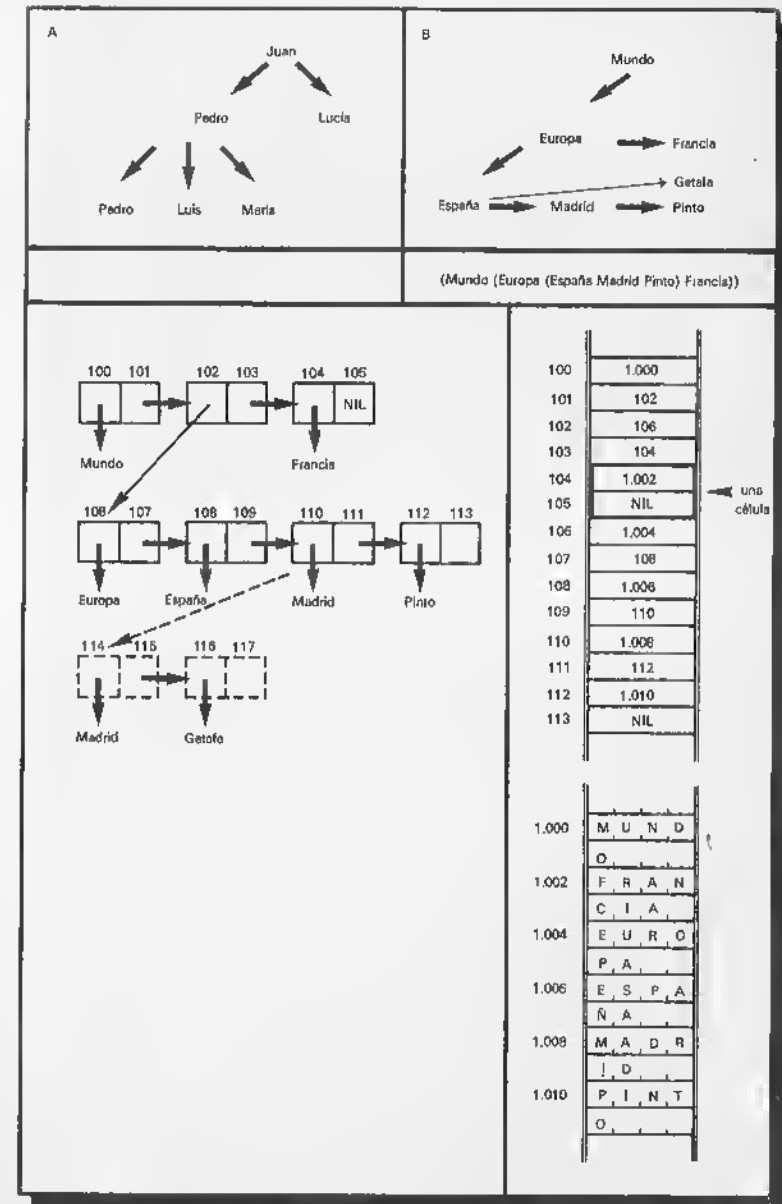 A
Juan
Pedro Lucía
Pedro Luis María
B
Mundo
Europa Francia
Getafa
España Madrid Pinto
(Mundo (Europa (España Madrid Pinto) Francia))
100 101 102 103 104 105
NIL
Mundo Francia
106 107 108 109 110 111 112 113
Europa España Madrid Pinto
114 115 116 117
Madrid Getofe
100 1.000
101 102
102 106
103 104
104 1.002
105 NIL
una
célula
106 1.004
107 108
108 1.006
109 110
110 1.008
111 112
112 1.010
113 NIL
1.000 M U N D
O
1.002 F R A N
C I A
1.004 E U R O
P A
1.006 E S P A
Ñ A
1.008 M A D R
I D
1.010 P I N T
O